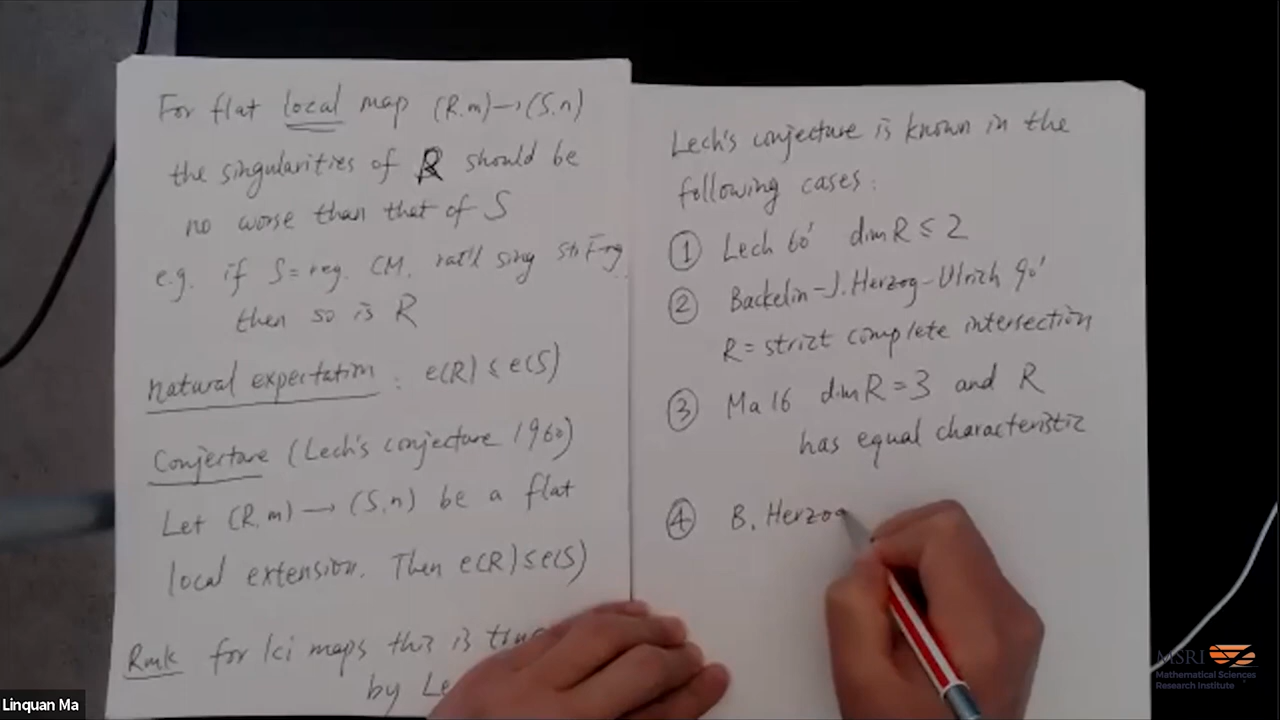 For flat local map (R.m)→(S.n)
the singularities of R should be
no worse than that of S
e.g. if S=reg. CM. rat'l sing str F-reg
then so is R
natural expectation : e(R) ≤ e(S)
Conjecture (Lech's conjecture 1960)
Let (R.m) → (S.n) be a flat
local extension. Then e(R) ≤ e(S)
Rmk for lci maps this is true
by Le
Lech's conjecture is known in the
following cases:
① Lech 60' dim R ≤ 2
② Backelin-J.Herzog-Ulrich 90'
R = strict complete intersection
③ Ma 16 dim R = 3 and R
has equal characteristic
④ B. Herzog
Linquan Ma
MSRI
Mathematical Sciences
Research Institute